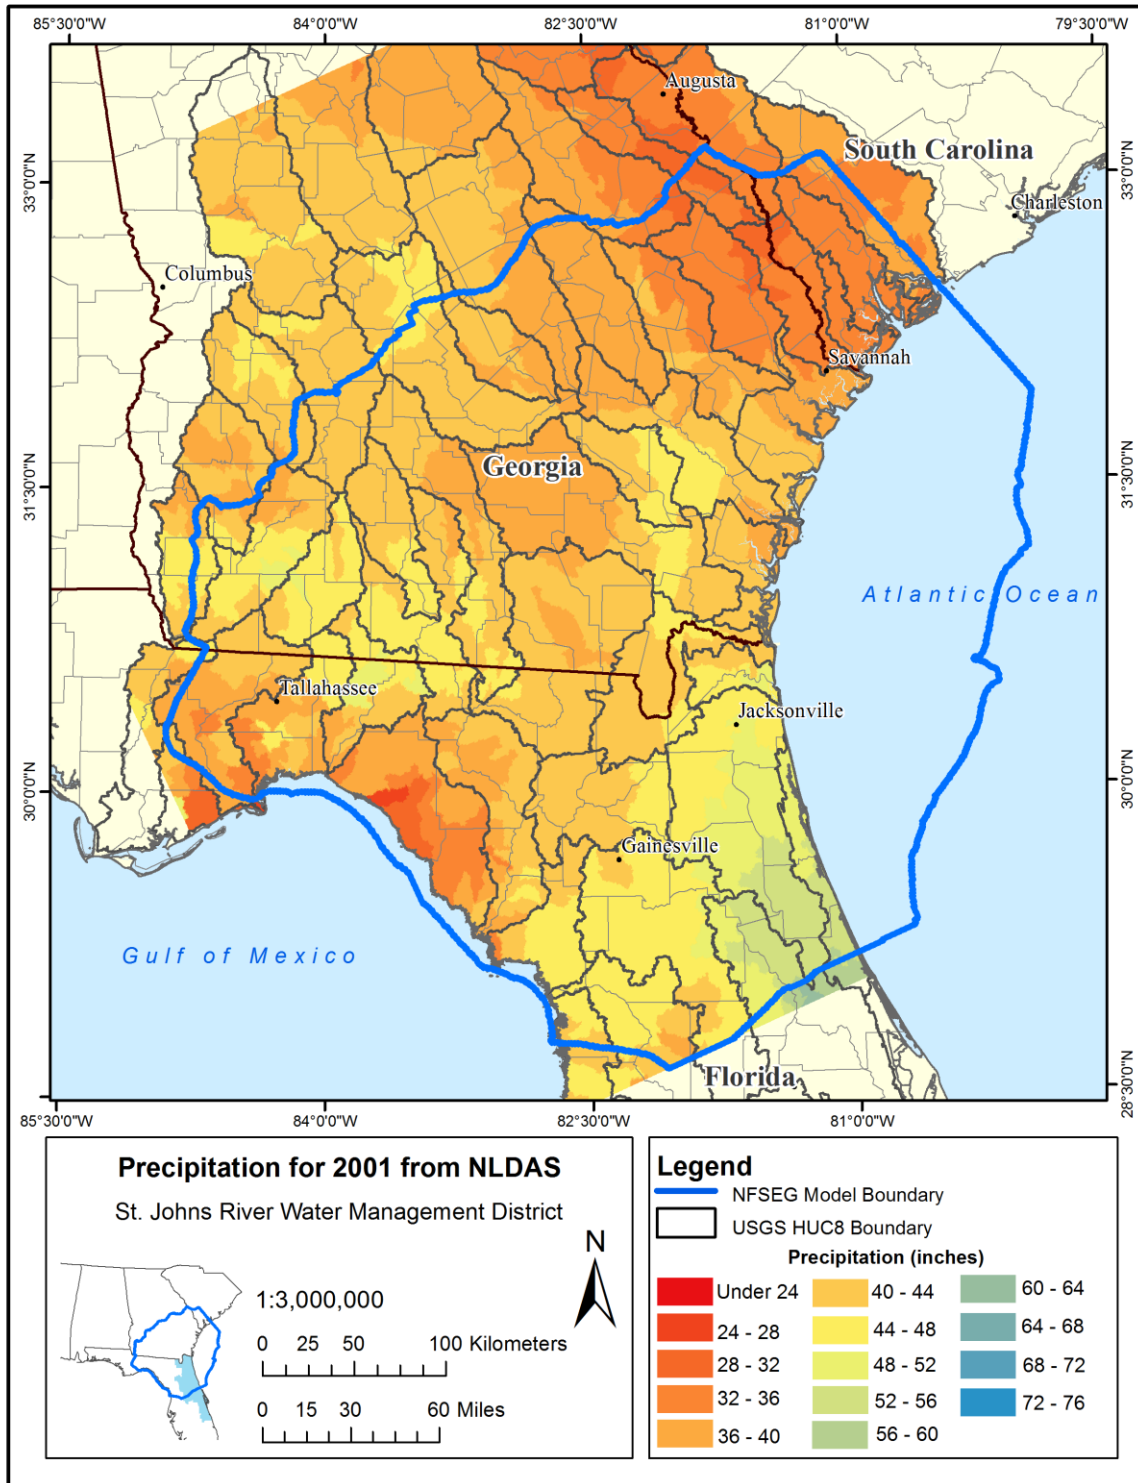 85°30'0"W 84°0'0"W 82°30'0"W 81°0'0"W 79°30'0"W
Augusta
South Carolina
33°0'0"N 33°0'0"N
Charleston
Columbus
Savannah
Georgia
31°30'0"N 31°30'0"N
Atlantic Ocean
Tallahassee
Jacksonville
30°0'0"N 30°0'0"N
Gainesville
Gulf of Mexico
Florida
28°30'0"N
85°30'0"W 84°0'0"W 82°30'0"W 81°0'0"W
Precipitation for 2001 from NLDAS
St. Johns River Water Management District
N
1:3,000,000
0 25 50 100 Kilometers
0 15 30 60 Miles
Legend
NFSEG Model Boundary
USGS HUC8 Boundary
Precipitation (inches)
Under 24
24 - 28
28 - 32
32 - 36
36 - 40
40 - 44
44 - 48
48 - 52
52 - 56
56 - 60
60 - 64
64 - 68
68 - 72
72 - 76